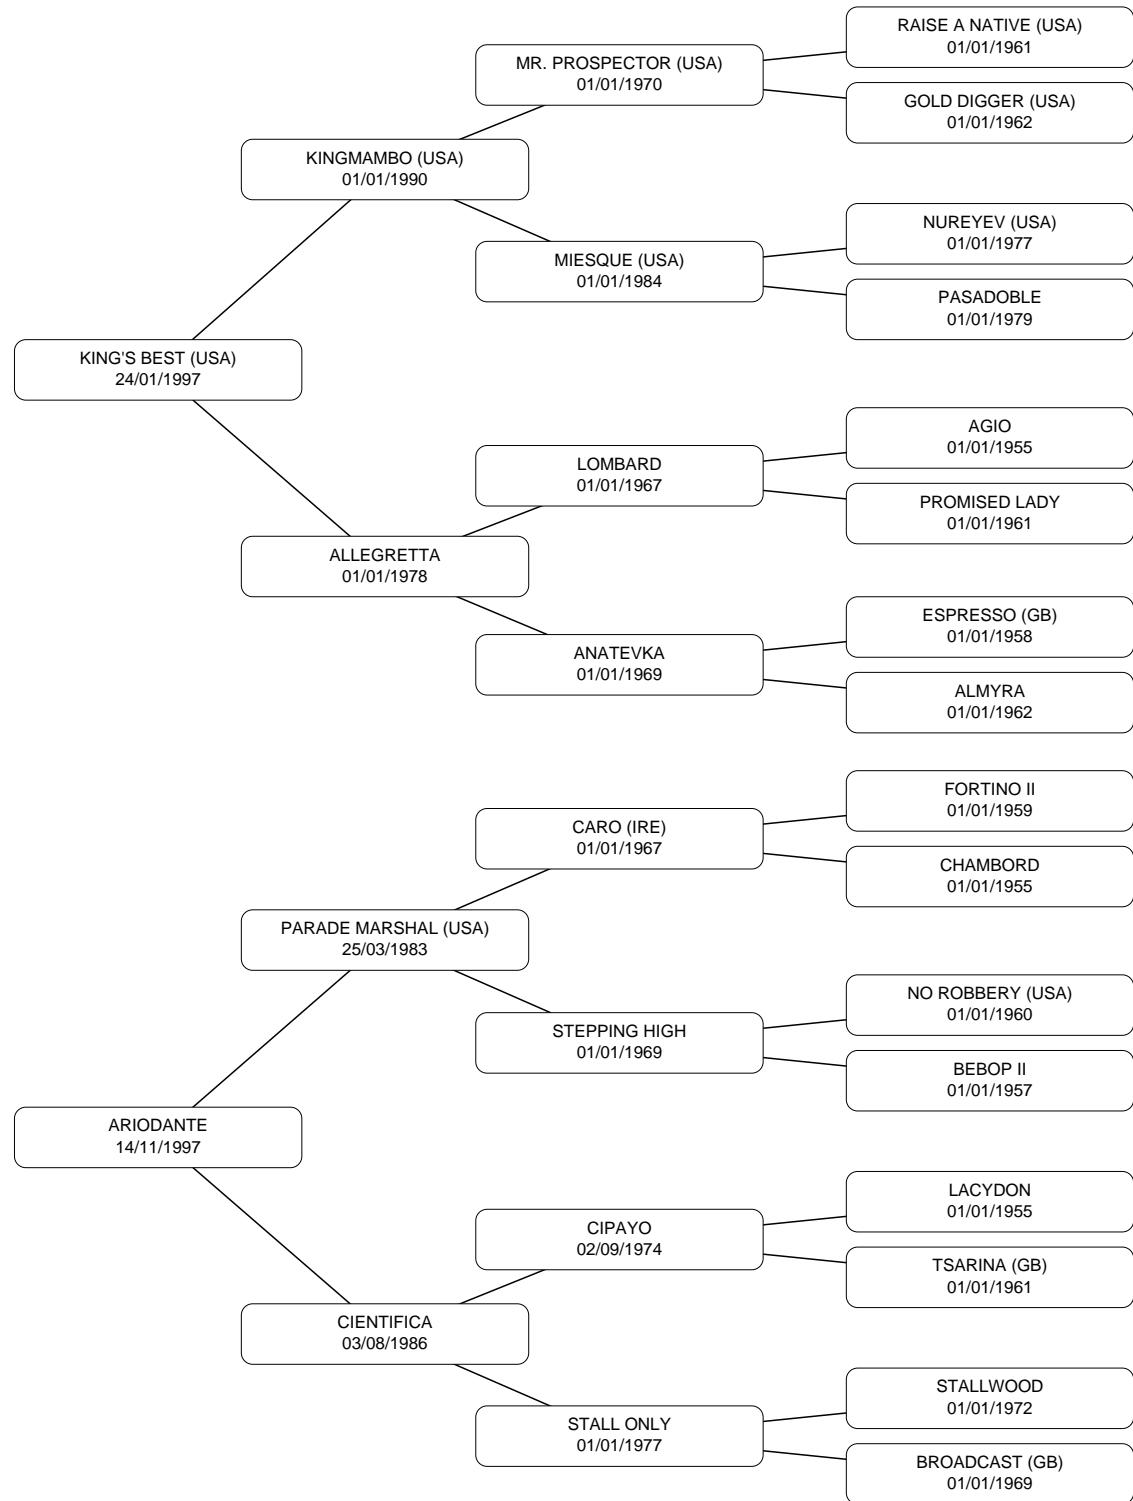 RAISE A NATIVE (USA)
01/01/1961
MR. PROSPECTOR (USA)
01/01/1970
GOLD DIGGER (USA)
01/01/1962
KINGMAMBO (USA)
01/01/1990
NUREYEV (USA)
01/01/1977
MIESQUE (USA)
01/01/1984
PASADOBLE
01/01/1979
KING'S BEST (USA)
24/01/1997
AGIO
01/01/1955
LOMBARD
01/01/1967
PROMISED LADY
01/01/1961
ALLEGRETTA
01/01/1978
ESPRESSO (GB)
01/01/1958
ANATEVKA
01/01/1969
ALMYRA
01/01/1962
FORTINO II
01/01/1959
CARO (IRE)
01/01/1967
CHAMBORD
01/01/1955
PARADE MARSHAL (USA)
25/03/1983
NO ROBBERY (USA)
01/01/1960
STEPPING HIGH
01/01/1969
BEBOP II
01/01/1957
ARIODANTE
14/11/1997
LACYDON
01/01/1955
CIPAYO
02/09/1974
TSARINA (GB)
01/01/1961
CIENTIFICA
03/08/1986
STALLWOOD
01/01/1972
STALL ONLY
01/01/1977
BROADCAST (GB)
01/01/1969